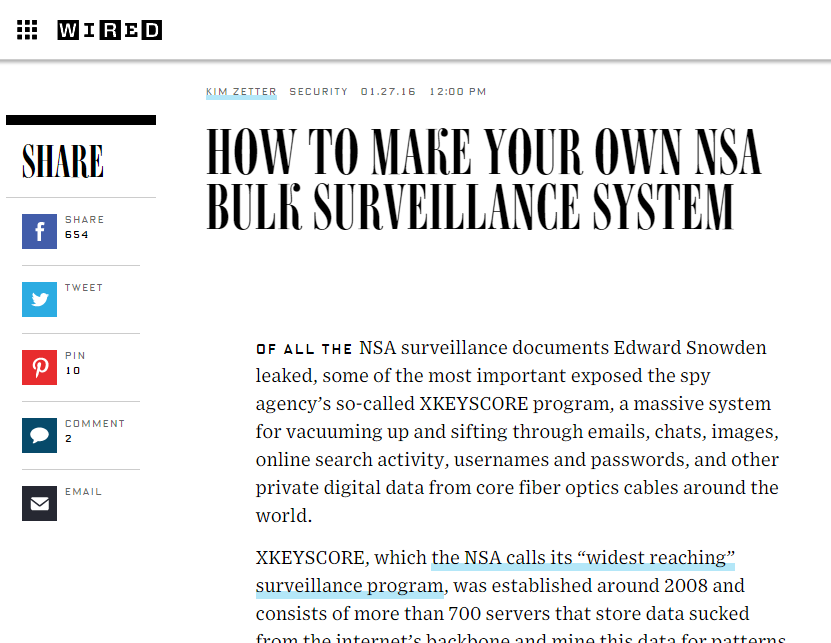 WIRED
KIM ZETTER SECURITY 01.27.16 12:00 PM
SHARE
HOW TO MAKE YOUR OWN NSA
BULK SURVEILLANCE SYSTEM
SHARE
654
TWEET
PIN
10
COMMENT
2
EMAIL
OF ALL THE NSA surveillance documents Edward Snowden
leaked, some of the most important exposed the spy
agency’s so-called XKEYSCORE program, a massive system
for vacuuming up and sifting through emails, chats, images,
online search activity, usernames and passwords, and other
private digital data from core fiber optics cables around the
world.
XKEYSCORE, which the NSA calls its “widest reaching”
surveillance program, was established around 2008 and
consists of more than 700 servers that store data sucked
from the internet’s backbone and mine this data for patterns